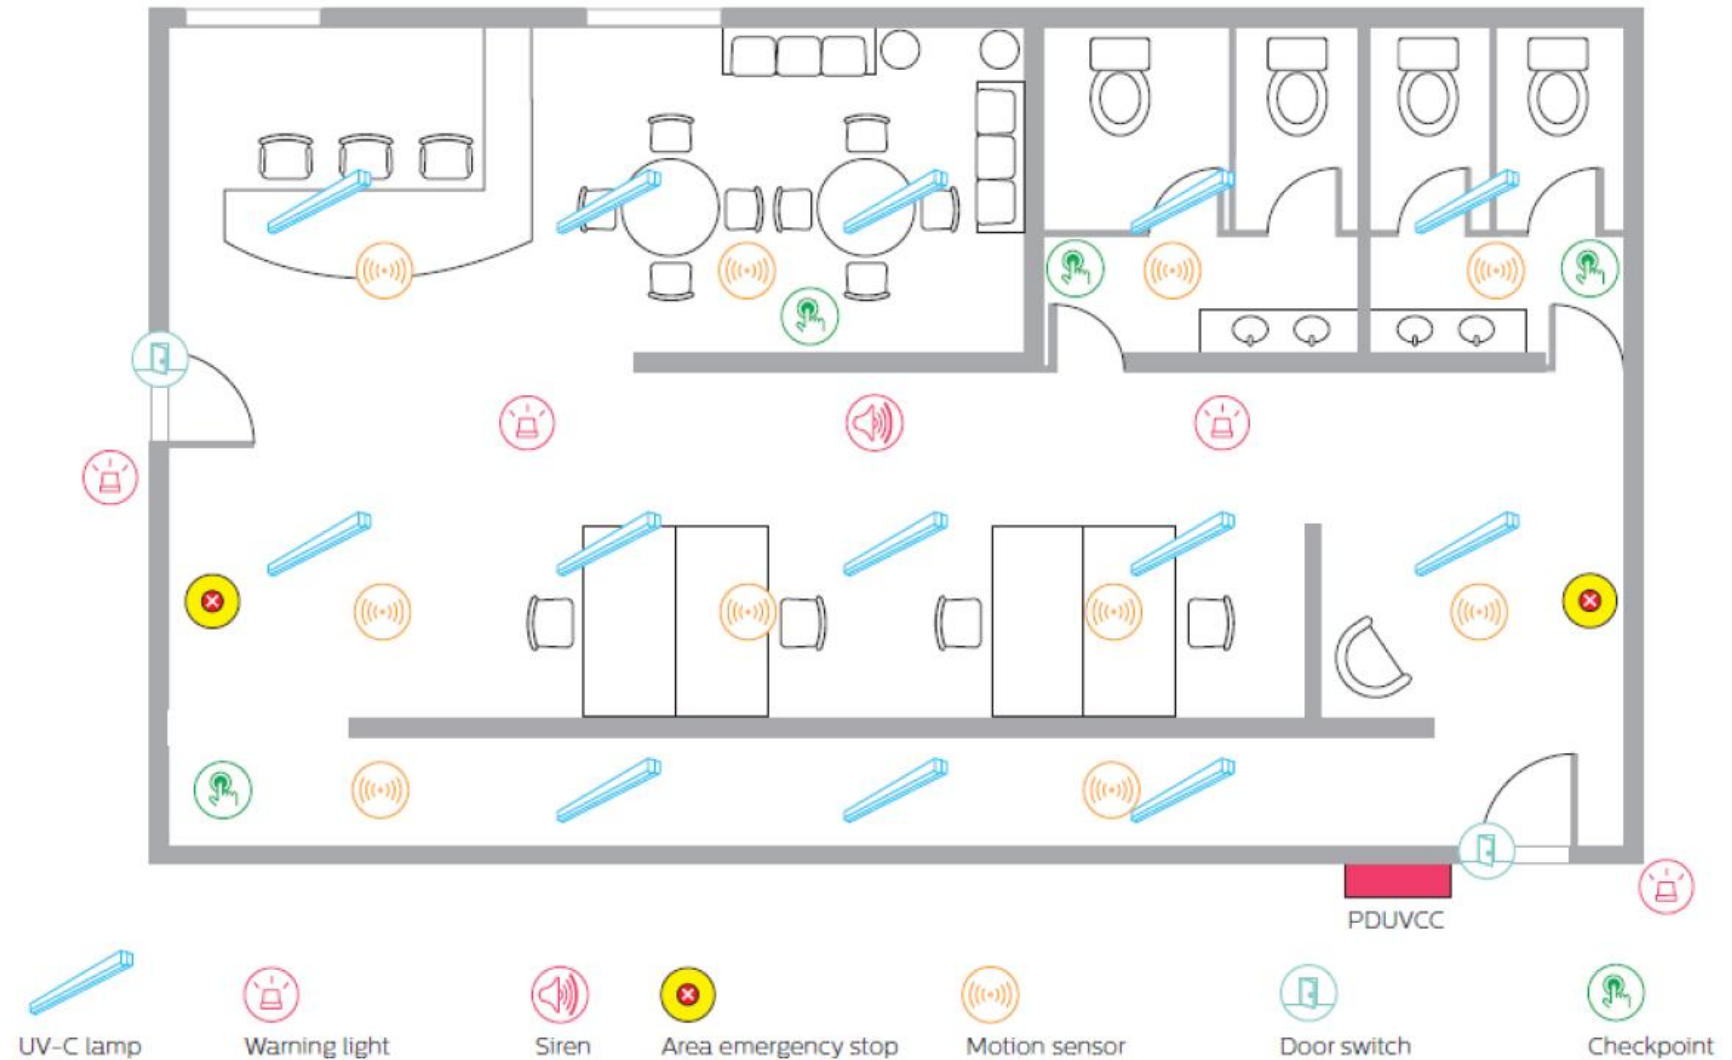 PDUVCC
UV-C lamp
Warning light
Siren
Area emergency stop
Motion sensor
Door switch
Checkpoint